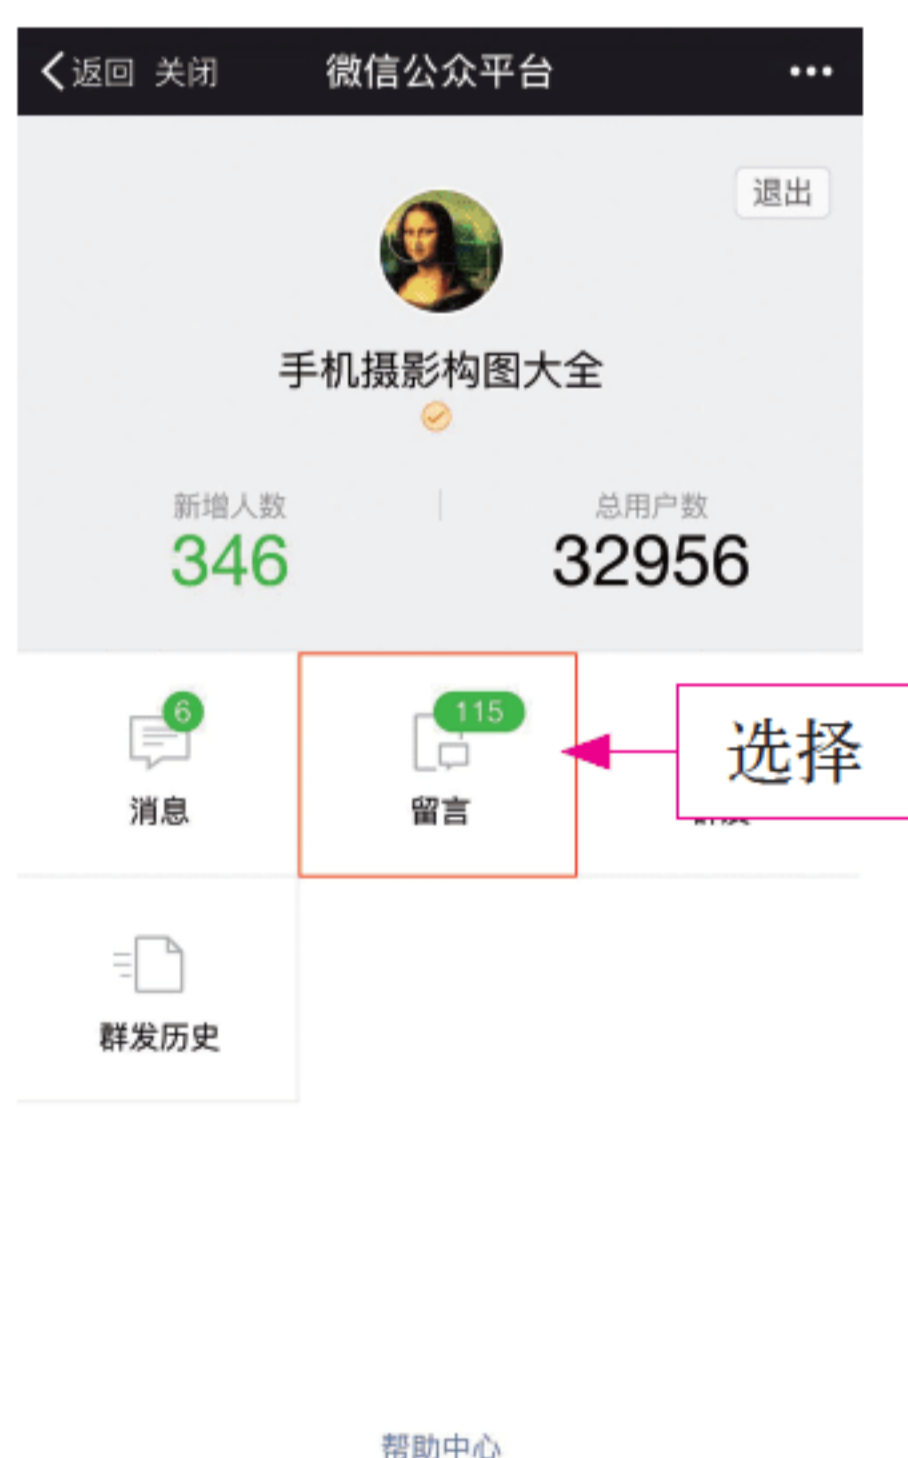 返回 关闭 微信公众平台
退出
手机摄影构图大全
新增人数 总用户数
346 32956
6 115
选择
消息 留言
群发历史
帮助中心